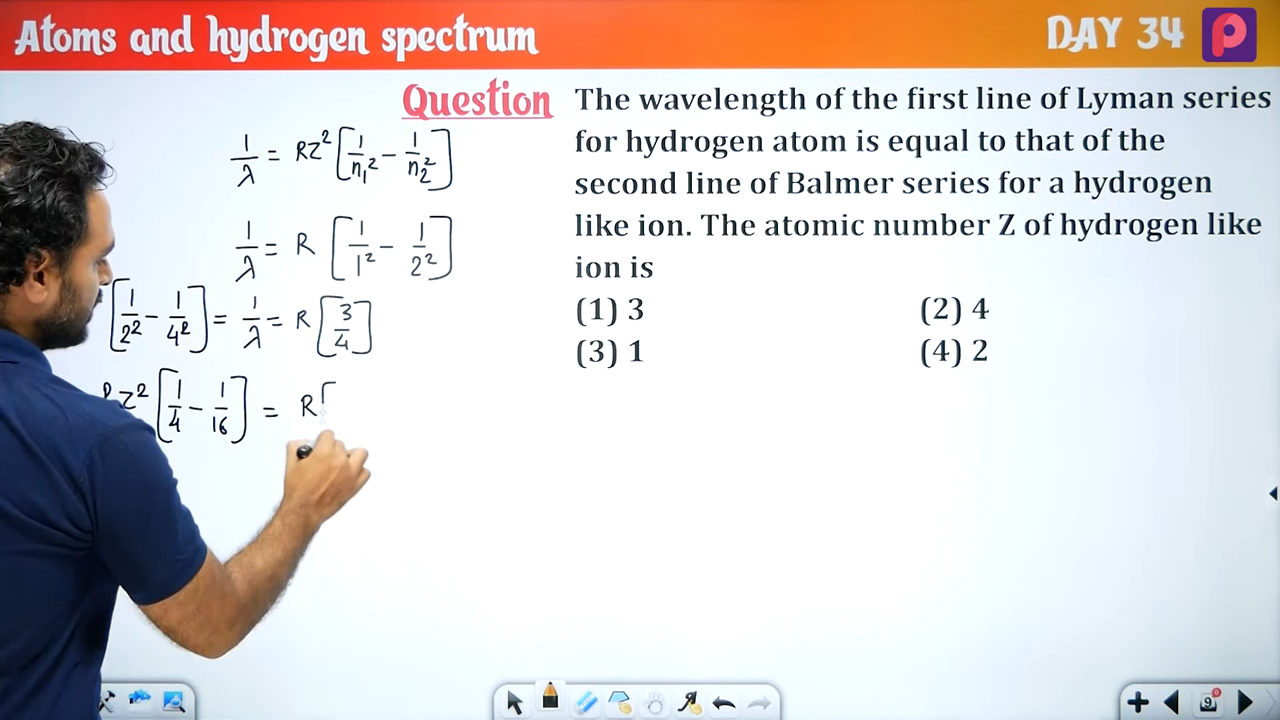 Atoms and hydrogen spectrum
DAY 34
Question
The wavelength of the first line of Lyman series
for hydrogen atom is equal to that of the
second line of Balmer series for a hydrogen
like ion. The atomic number Z of hydrogen like
ion is
(1) 3 (2) 4
(3) 1 (4) 2
1/λ = RZ² [1/n₁² − 1/n₂²]
1/λ = R [1/1² − 1/2²]
[1/2² − 1/4²] = 1/λ = R [3/4]
Z² [1/4 − 1/16] = R[
9